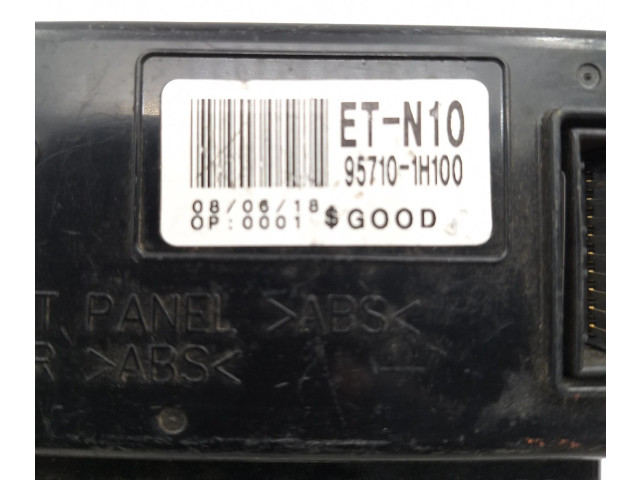 ET-N10
95710-1H100
08/06/18
OP:0001 $GOOD
T PANEL >ABS<
R >ABS<